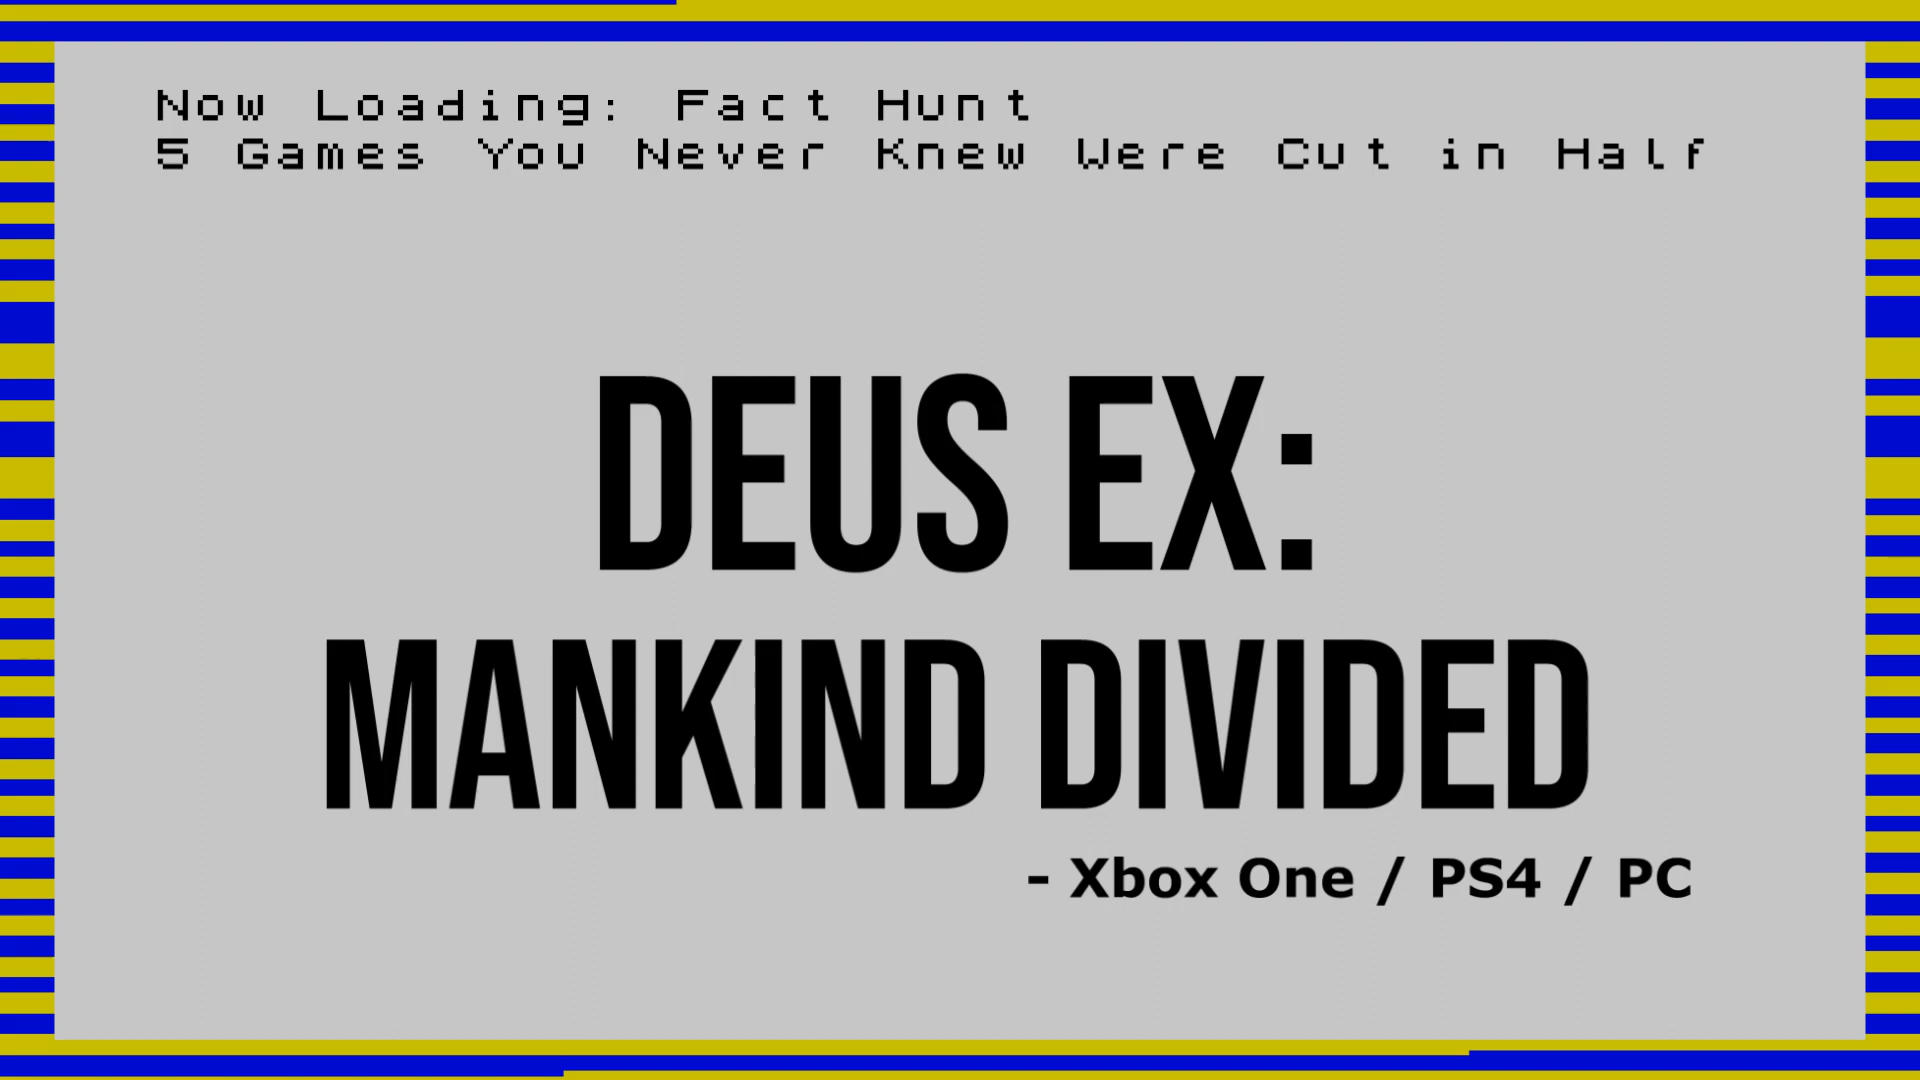 Now Loading: Fact Hunt
5 Games You Never Knew Were Cut in Half
DEUS EX:
MANKIND DIVIDED
- Xbox One / PS4 / PC